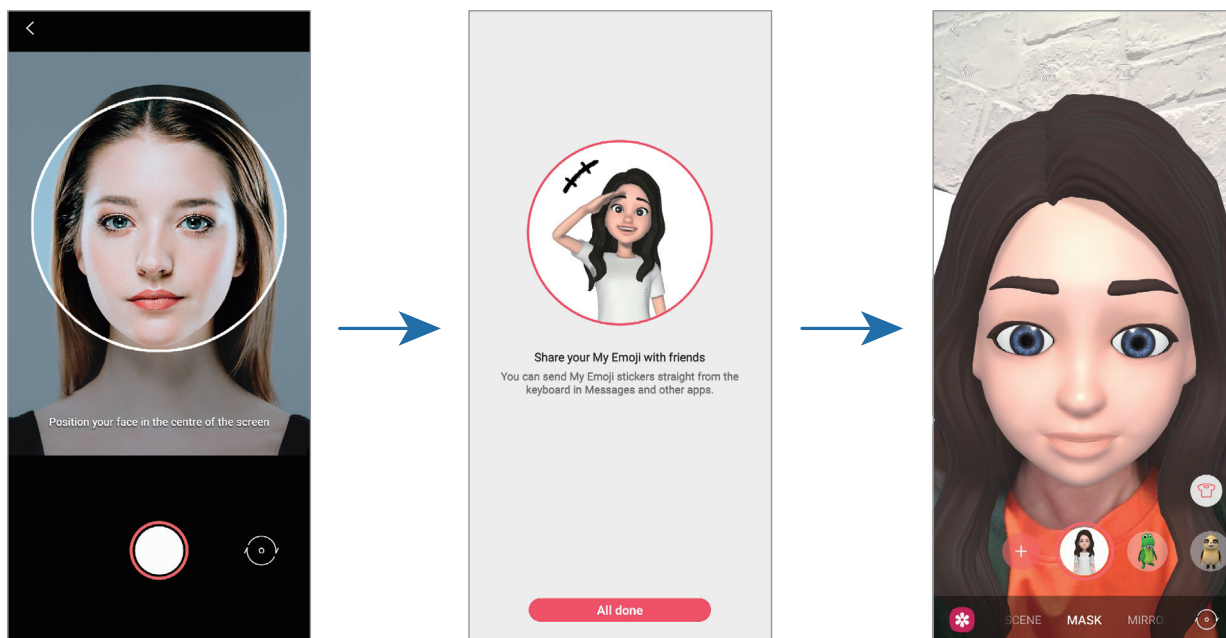 Position your face in the centre of the screen
Share your My Emoji with friends
You can send My Emoji stickers straight from the
keyboard in Messages and other apps.
All done
SCENE MASK MIRRO